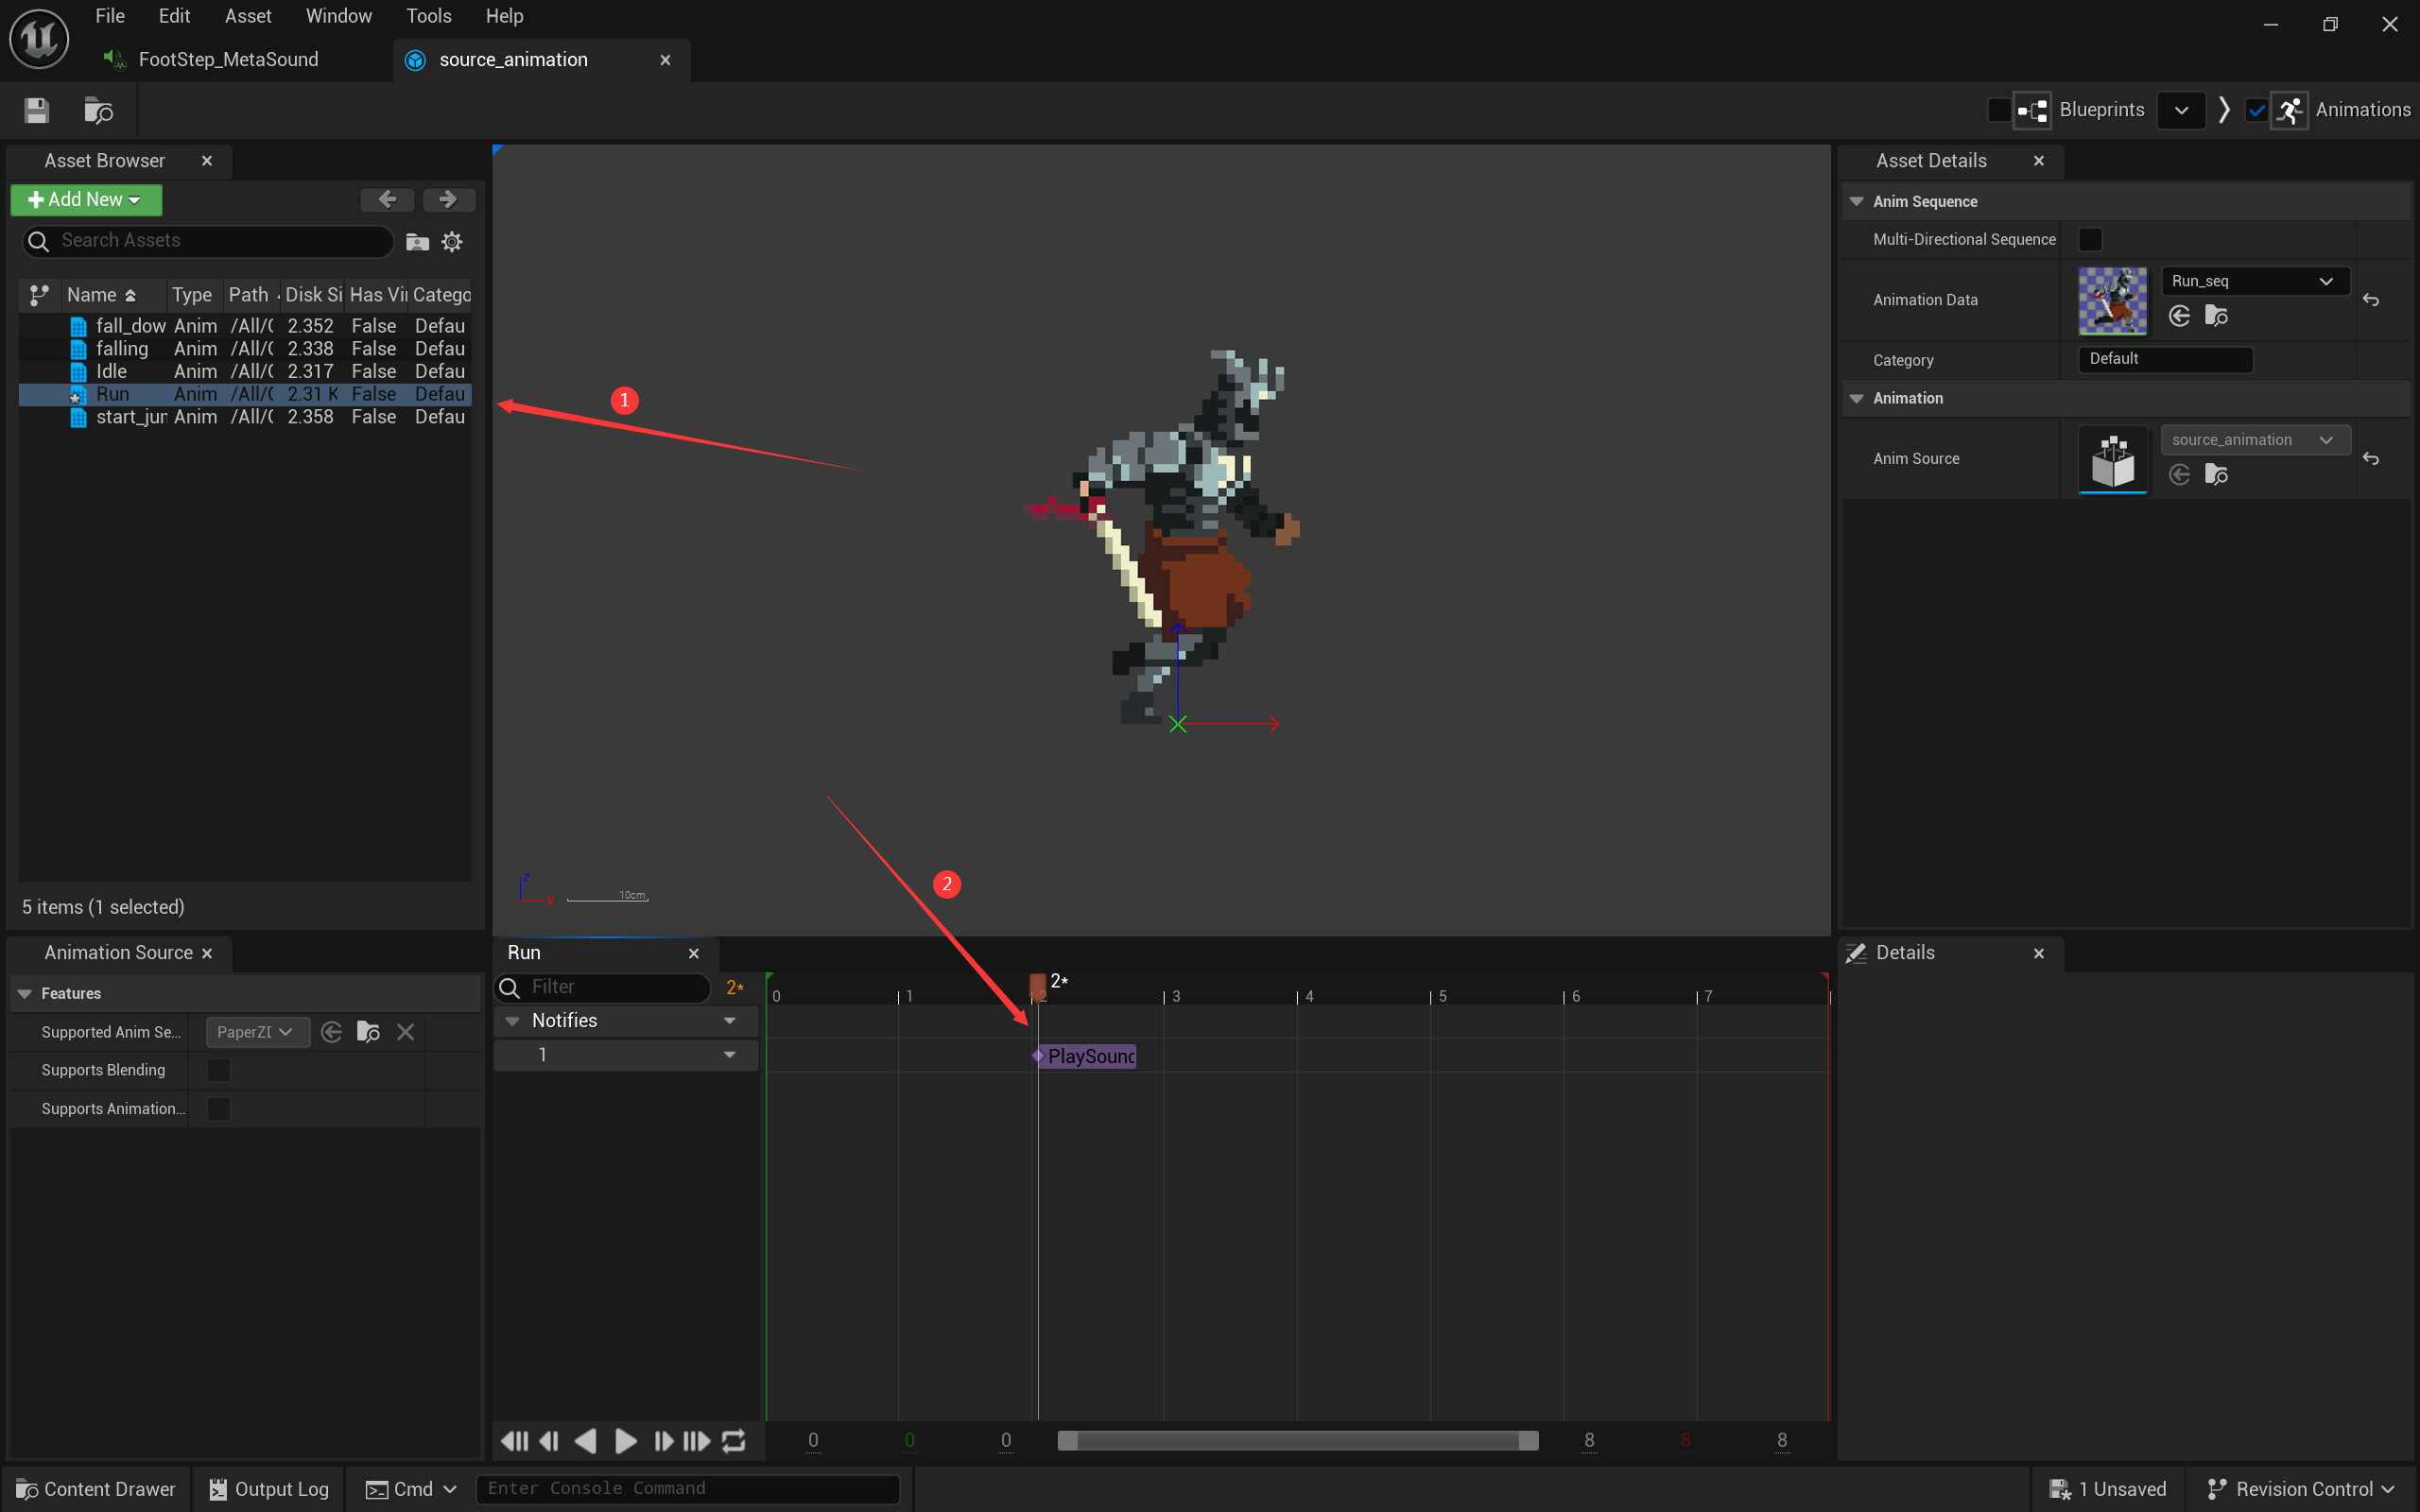 File Edit Asset Window Tools Help
FootStep_MetaSound
source_animation
Blueprints
Animations
Asset Browser
Add New
Search Assets
Name Type Path Disk Si Has Vi Catego
fall_dow Anim /All/( 2.352 False Defau
falling Anim /All/( 2.338 False Defau
Idle Anim /All/( 2.317 False Defau
Run Anim /All/( 2.31 K False Defau
start_jur Anim /All/( 2.358 False Defau
5 items (1 selected)
1
2
z
x
10cm
Asset Details
Anim Sequence
Multi-Directional Sequence
Animation Data
Run_seq
Category
Default
Animation
Anim Source
source_animation
Animation Source
Features
Supported Anim Se...
PaperZ[
Supports Blending
Supports Animation...
Run
Filter
2*
2*
0 1 2 3 4 5 6 7
Notifies
1
PlaySound
0 0 0 8 8 8
Details
Content Drawer
Output Log
Cmd
Enter Console Command
1 Unsaved
Revision Control